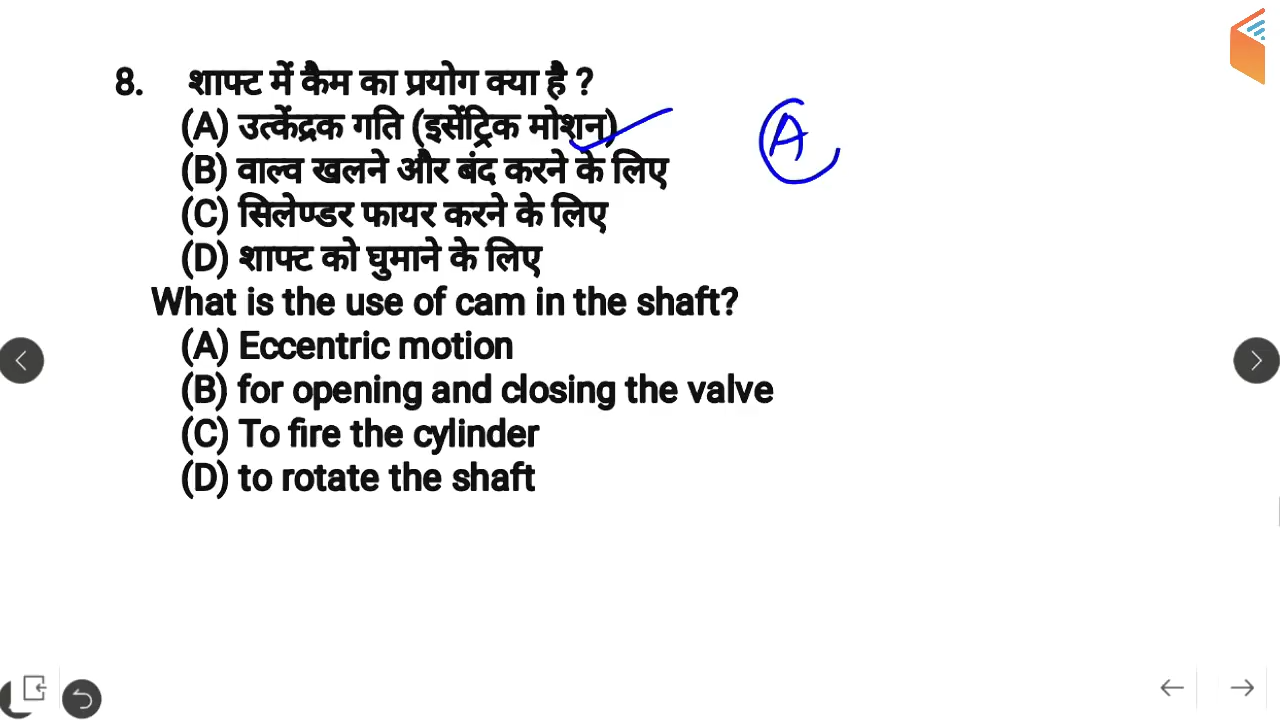 8. शाफ्ट में कैम का प्रयोग क्या है ?
(A) उत्केंद्रक गति (इसेंट्रिक मोशन)
A
(B) वाल्व खलने और बंद करने के लिए
(C) सिलेण्डर फायर करने के लिए
(D) शाफ्ट को घुमाने के लिए
What is the use of cam in the shaft?
(A) Eccentric motion
(B) for opening and closing the valve
(C) To fire the cylinder
(D) to rotate the shaft